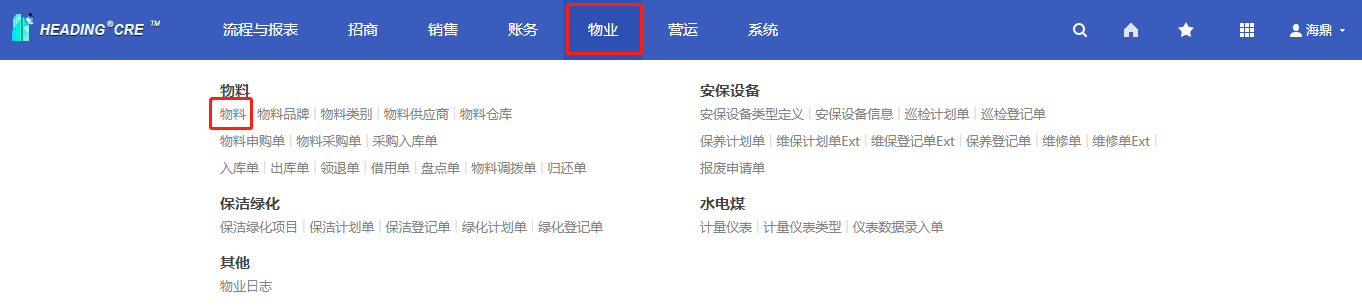 HEADING®CRE ™ 流程与报表 招商 销售 账务 物业 营运 系统 海鼎
物料
物料 | 物料品牌 | 物料类别 | 物料供应商 | 物料仓库
物料申购单 | 物料采购单 | 采购入库单
入库单 | 出库单 | 领退单 | 借用单 | 盘点单 | 物料调拨单 | 归还单
安保设备
安保设备类型定义 | 安保设备信息 | 巡检计划单 | 巡检登记单
保养计划单 | 维保计划单Ext | 维保登记单Ext | 保养登记单 | 维修单 | 维修单Ext |
报废申请单
保洁绿化
保洁绿化项目 | 保洁计划单 | 保洁登记单 | 绿化计划单 | 绿化登记单
水电煤
计量仪表 | 计量仪表类型 | 仪表数据录入单
其他
物业日志